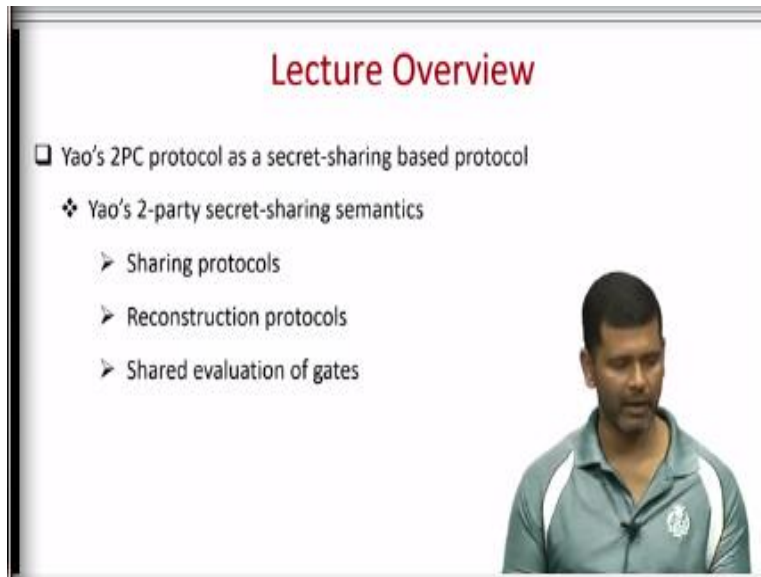 Lecture Overview
Yao's 2PC protocol as a secret-sharing based protocol
Yao's 2-party secret-sharing semantics
Sharing protocols
Reconstruction protocols
Shared evaluation of gates